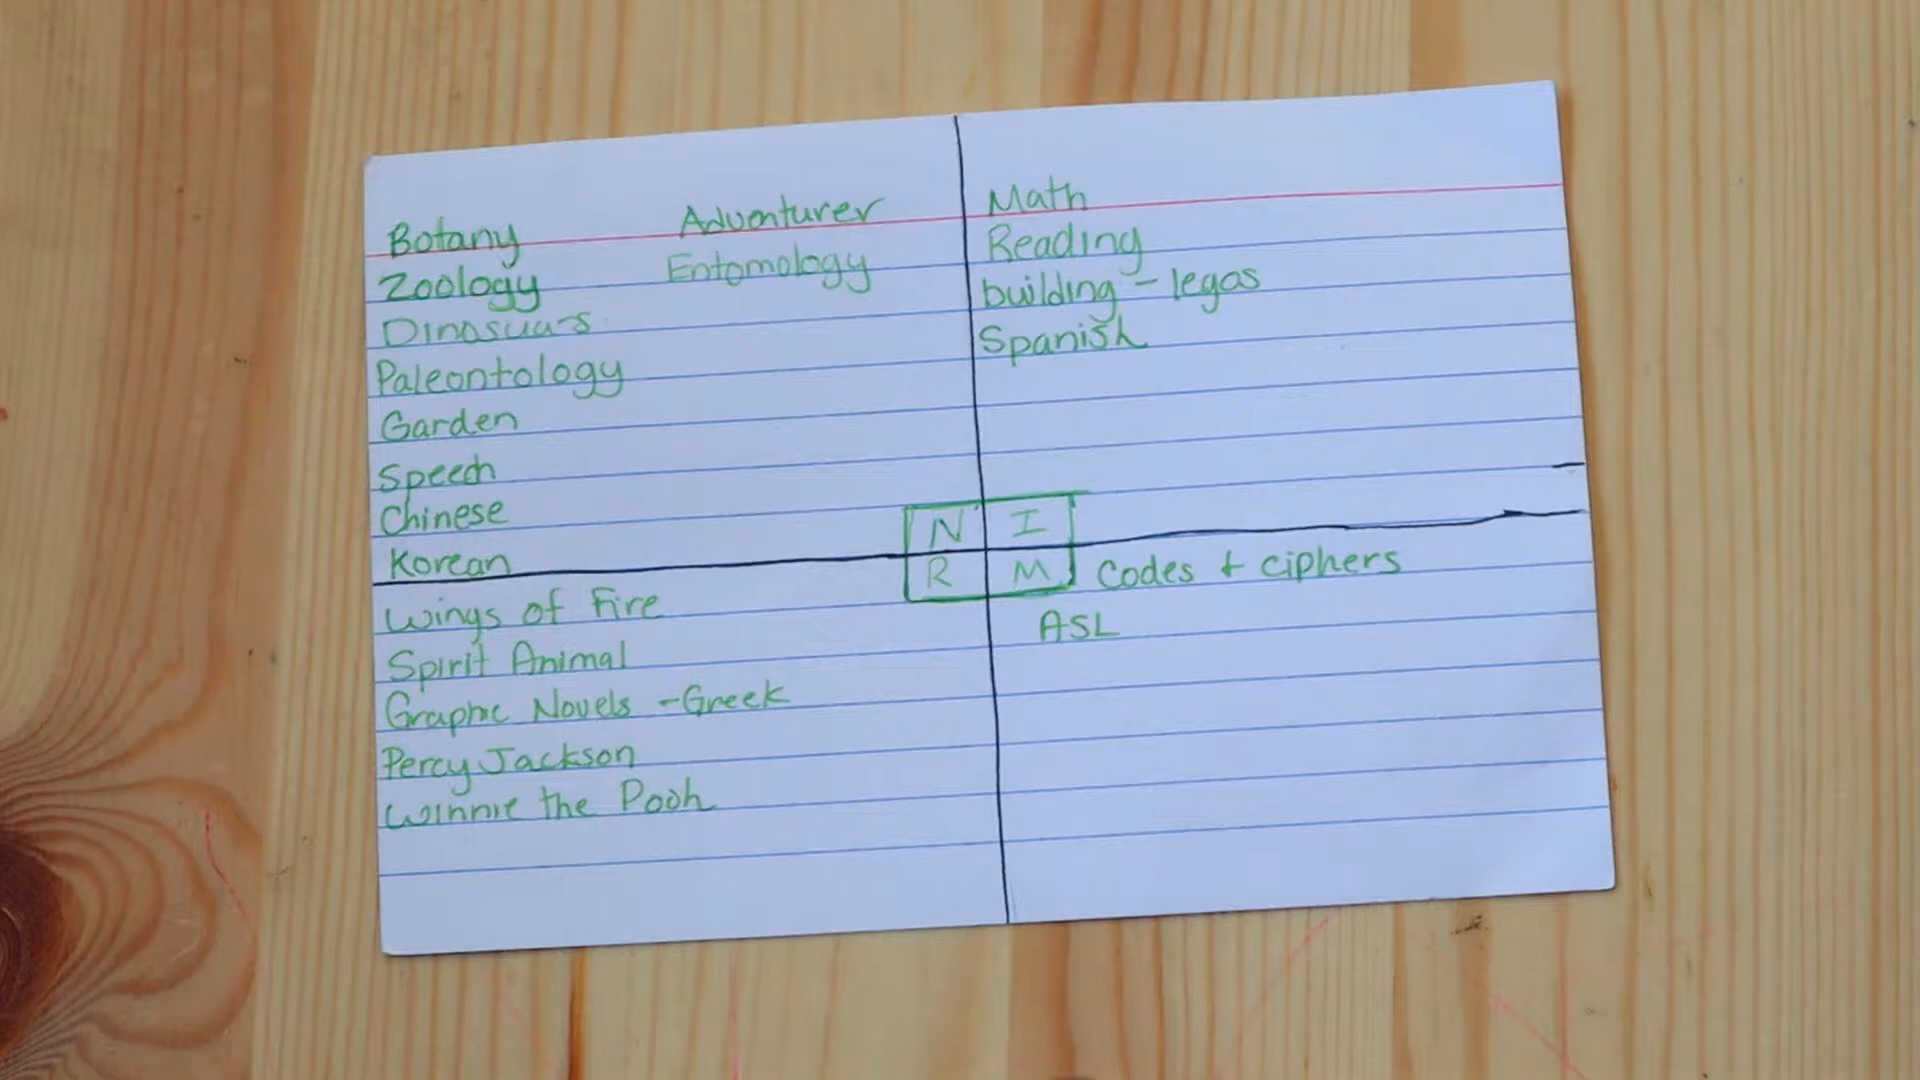 Botany
Zoology
Dinosuars
Paleontology
Garden
Speech
Chinese
Korean
Adventurer
Entomology
Math
Reading
building - legos
Spanish
N I
R M
Wings of Fire
Spirit Animal
Graphic Novels - Greek
Percy Jackson
Winnie the Pooh
Codes + ciphers
ASL